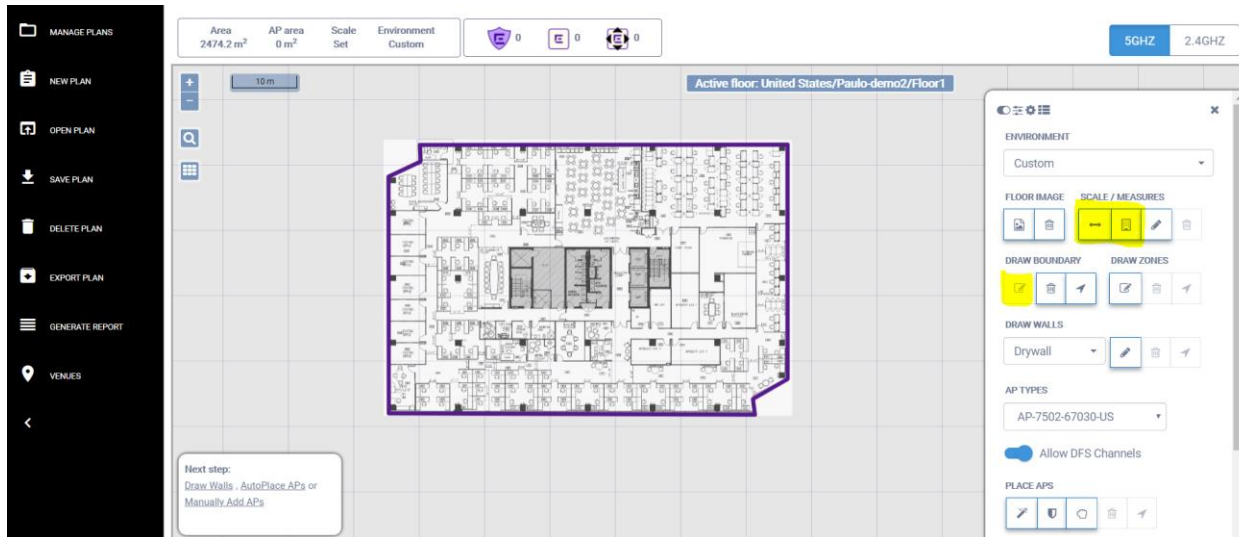 MANAGE PLANS
NEW PLAN
OPEN PLAN
SAVE PLAN
DELETE PLAN
EXPORT PLAN
GENERATE REPORT
VENUES
Area AP area Scale Environment
2474.2 m² 0 m² Set Custom
0 0 0
5GHZ 2.4GHZ
10 m
Active floor: United States/Paulo-demo2/Floor1
Next step:
Draw Walls , AutoPlace APs or
Manually Add APs
ENVIRONMENT
Custom
FLOOR IMAGE SCALE / MEASURES
DRAW BOUNDARY DRAW ZONES
DRAW WALLS
Drywall
AP TYPES
AP-7502-67030-US
Allow DFS Channels
PLACE APS